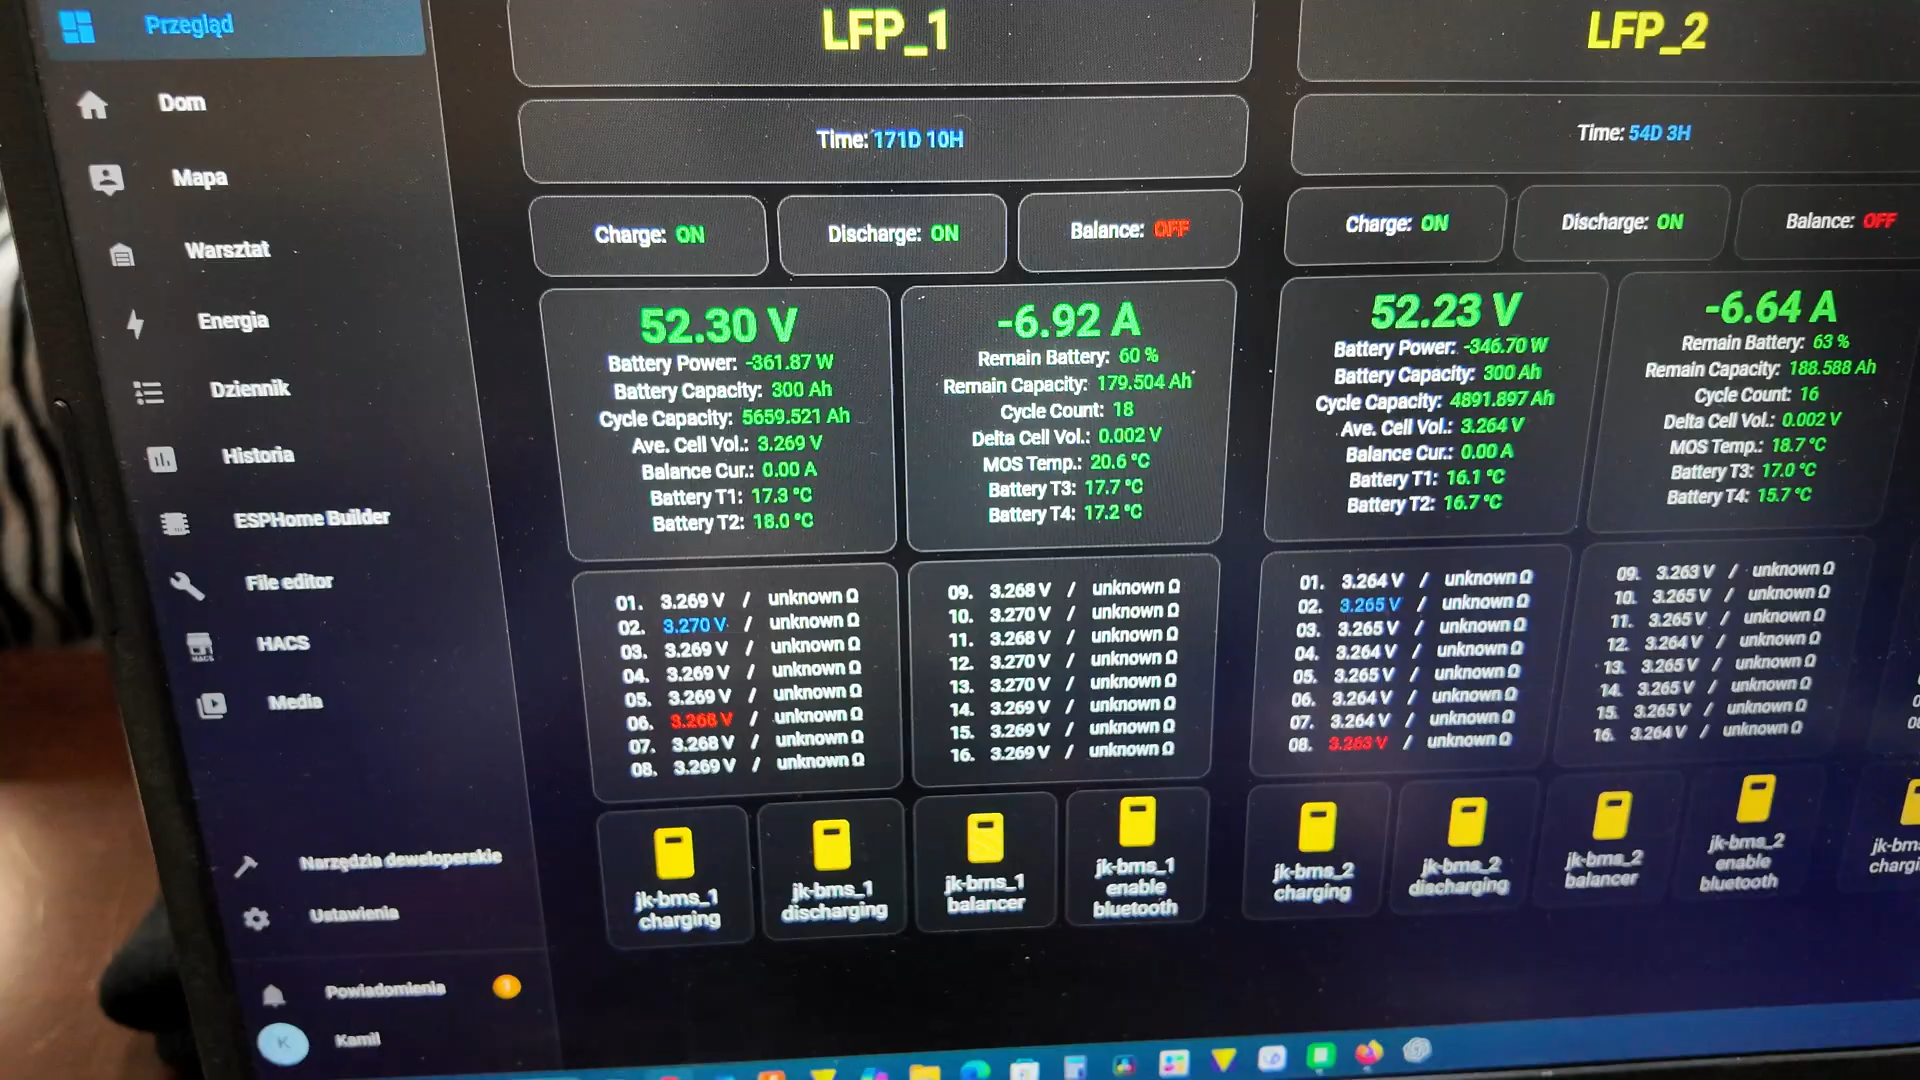 Przegląd
Dom
Mapa
Warsztat
Energia
Dziennik
Historia
ESPHome Builder
File editor
HACS
HACS
Media
Narzędzia deweloperskie
Ustawienia
Powiadomienia
1
K
Kamil
LFP_1
Time: 171D 10H
Charge: ON
Discharge: ON
Balance: OFF
52.30 V
Battery Power: -361.87 W
Battery Capacity: 300 Ah
Cycle Capacity: 5659.521 Ah
Ave. Cell Vol.: 3.269 V
Balance Cur.: 0.00 A
Battery T1: 17.3 °C
Battery T2: 18.0 °C
-6.92 A
Remain Battery: 60 %
Remain Capacity: 179.504 Ah
Cycle Count: 18
Delta Cell Vol.: 0.002 V
MOS Temp.: 20.6 °C
Battery T3: 17.7 °C
Battery T4: 17.2 °C
01. 3.269 V / unknown Ω
02. 3.270 V / unknown Ω
03. 3.269 V / unknown Ω
04. 3.269 V / unknown Ω
05. 3.269 V / unknown Ω
06. 3.268 V / unknown Ω
07. 3.268 V / unknown Ω
08. 3.269 V / unknown Ω
09. 3.268 V / unknown Ω
10. 3.270 V / unknown Ω
11. 3.268 V / unknown Ω
12. 3.270 V / unknown Ω
13. 3.270 V / unknown Ω
14. 3.269 V / unknown Ω
15. 3.269 V / unknown Ω
16. 3.269 V / unknown Ω
jk-bms_1
charging
jk-bms_1
discharging
jk-bms_1
balancer
jk-bms_1
enable
bluetooth
LFP_2
Time: 54D 3H
Charge: ON
Discharge: ON
Balance: OFF
52.23 V
Battery Power: -346.70 W
Battery Capacity: 300 Ah
Cycle Capacity: 4891.897 Ah
Ave. Cell Vol.: 3.264 V
Balance Cur.: 0.00 A
Battery T1: 16.1 °C
Battery T2: 16.7 °C
-6.64 A
Remain Battery: 63 %
Remain Capacity: 188.588 Ah
Cycle Count: 16
Delta Cell Vol.: 0.002 V
MOS Temp.: 18.7 °C
Battery T3: 17.0 °C
Battery T4: 15.7 °C
01. 3.264 V / unknown Ω
02. 3.265 V / unknown Ω
03. 3.265 V / unknown Ω
04. 3.264 V / unknown Ω
05. 3.265 V / unknown Ω
06. 3.264 V / unknown Ω
07. 3.264 V / unknown Ω
08. 3.263 V / unknown Ω
09. 3.263 V / unknown Ω
10. 3.265 V / unknown Ω
11. 3.265 V / unknown Ω
12. 3.264 V / unknown Ω
13. 3.265 V / unknown Ω
14. 3.265 V / unknown Ω
15. 3.265 V / unknown Ω
16. 3.264 V / unknown Ω
jk-bms_2
charging
jk-bms_2
discharging
jk-bms_2
balancer
jk-bms_2
enable
bluetooth